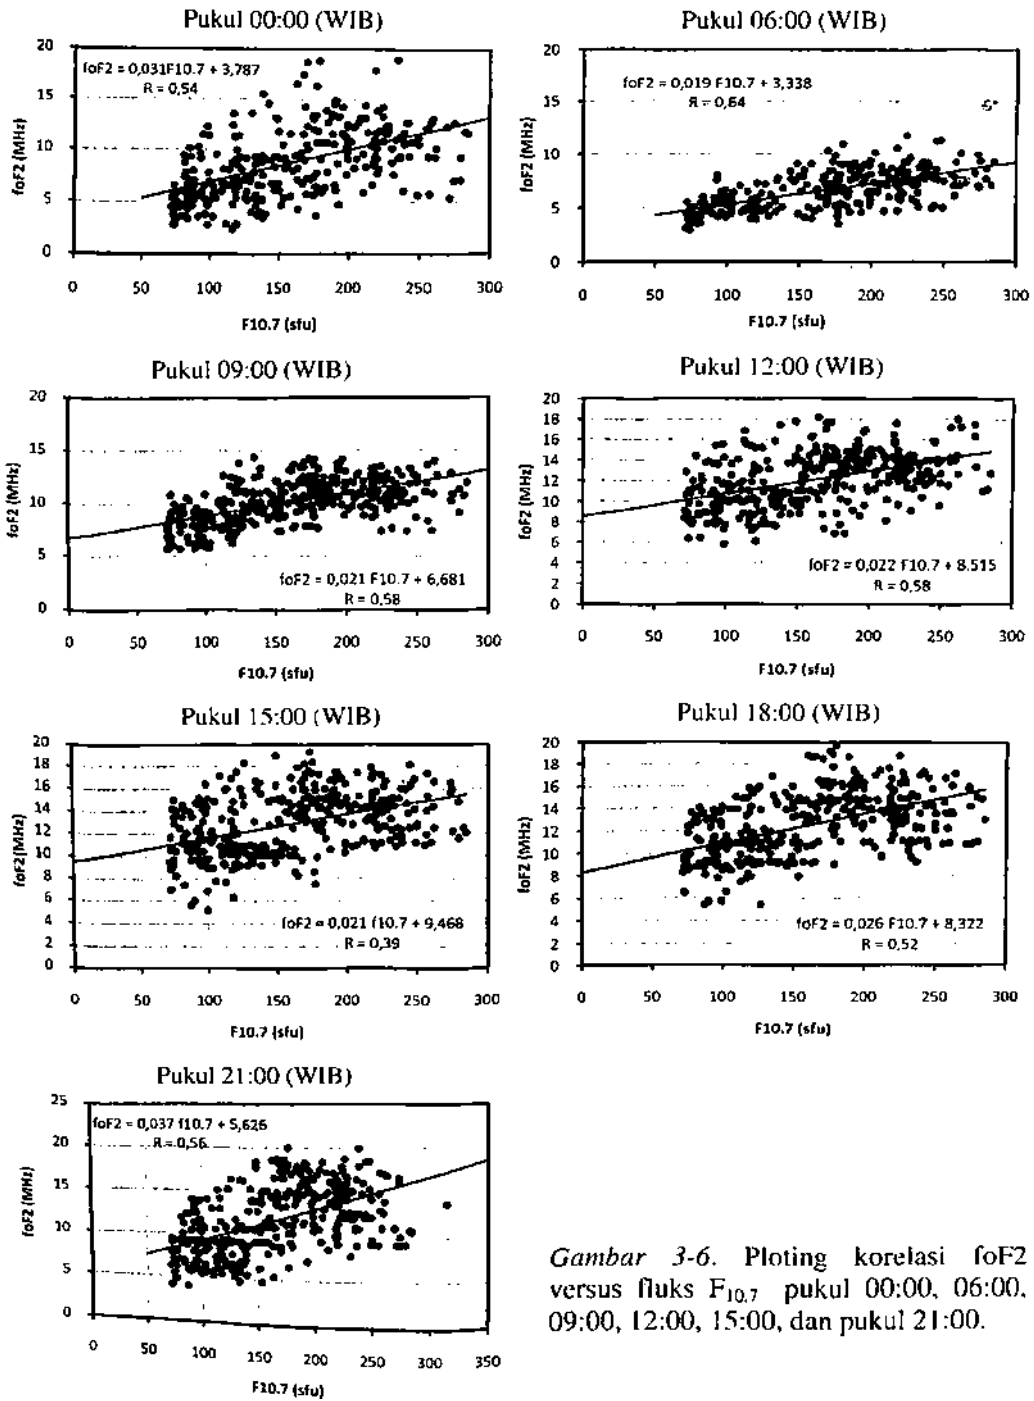 Pukul 00:00 (WIB)
20
15
10
5
0
foF2 (MHz)
foF2 = 0,031F10.7 + 3,787
R = 0,54
0 50 100 150 200 250 300
F10.7 (sfu)
Pukul 06:00 (WIB)
20
15
10
5
0
foF2 (MHz)
foF2 = 0,019 F10.7 + 3,338
R = 0,64
0 50 100 150 200 250 300
F10.7 (sfu)
Pukul 09:00 (WIB)
20
15
10
5
0
foF2 (MHz)
foF2 = 0,021 F10.7 + 6,681
R = 0,58
0 50 100 150 200 250 300
F10.7 (sfu)
Pukul 12:00 (WIB)
20
18
16
14
12
10
8
6
4
2
0
foF2 (MHz)
foF2 = 0,022 F10.7 + 8.515
R = 0,58
0 50 100 150 200 250 300
F10.7 (sfu)
Pukul 15:00 (WIB)
20
18
16
14
12
10
8
6
4
2
0
foF2(MHz)
foF2 = 0,021 f10.7 + 9,468
R = 0,39
0 50 100 150 200 250 300
F10.7 (sfu)
Pukul 18:00 (WIB)
20
18
16
14
12
10
8
6
4
2
0
foF2 (MHz)
foF2 = 0,026 F10.7 + 8,322
R = 0,52
0 50 100 150 200 250 300
F10.7 (sfu)
Pukul 21:00 (WIB)
25
20
15
10
5
0
foF2 (MHz)
foF2 = 0,037 f10.7 + 5,626
R = 0,56
0 50 100 150 200 250 300 350
F10.7 (sfu)
Gambar 3-6. Ploting korelasi foF2
versus fluks F10.7 pukul 00:00, 06:00,
09:00, 12:00, 15:00, dan pukul 21:00.